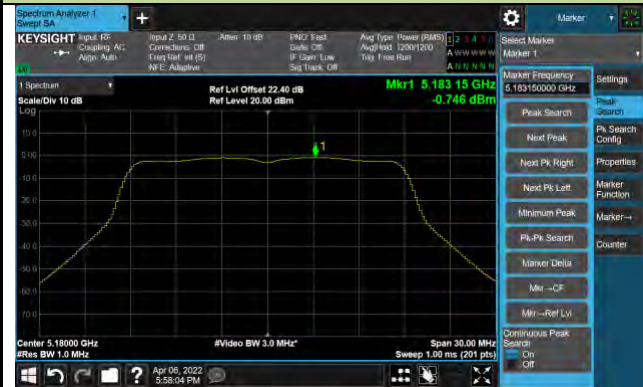 Spectrum Analyzer 1
Swept SA
Marker
KEYSIGHT
Input: RF
Coupling: AC
Align: Auto
Input Z: 50 Ω
Corrections: Off
Freq Ref: Int (S)
NFE: Adaptive
Atten: 10 dB
PNO: Fast
Gate: Off
IF Gain: Low
Sig Track: Off
Avg Type: Power (RMS)
Avg|Hold: 1200/1200
Trig: Free Run
1 2 3 4
A W W W W W
A N N N N N
Select Marker
Marker 1
1 Spectrum
Scale/Div 10 dB
Log
Ref Lvl Offset 22.40 dB
Ref Level 20.00 dBm
Mkr1 5.183 15 GHz
-0.746 dBm
Marker Frequency
5.183150000 GHz
Settings
Peak Search
Peak
Search
Next Peak
Pk Search
Config
Next Pk Right
Properties
Next Pk Left
Marker
Function
Minimum Peak
Marker→
Pk-Pk Search
Counter
Marker Delta
Mkr→CF
Mkr→Ref Lvl
Continuous Peak
Search
On
Off
10.0
0.00
-10.0
-20.0
-30.0
-40.0
-50.0
-60.0
-70.0
1
Center 5.18000 GHz
#Res BW 1.0 MHz
#Video BW 3.0 MHz*
Span 30.00 MHz
Sweep 1.00 ms (201 pts)
Apr 06, 2022
5:58:04 PM